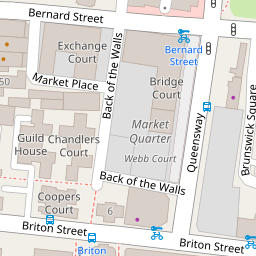 Bernard Street
Exchange
Court
Back of the Walls
Bernard
Street
Market Place
50
Bridge
Court
Market
Quarter
Queensway
Brunswick Square
Guild
House
Chandlers
Court
Webb Court
Back of the Walls
Coopers
Court
6
Briton Street
Briton Street
Briton